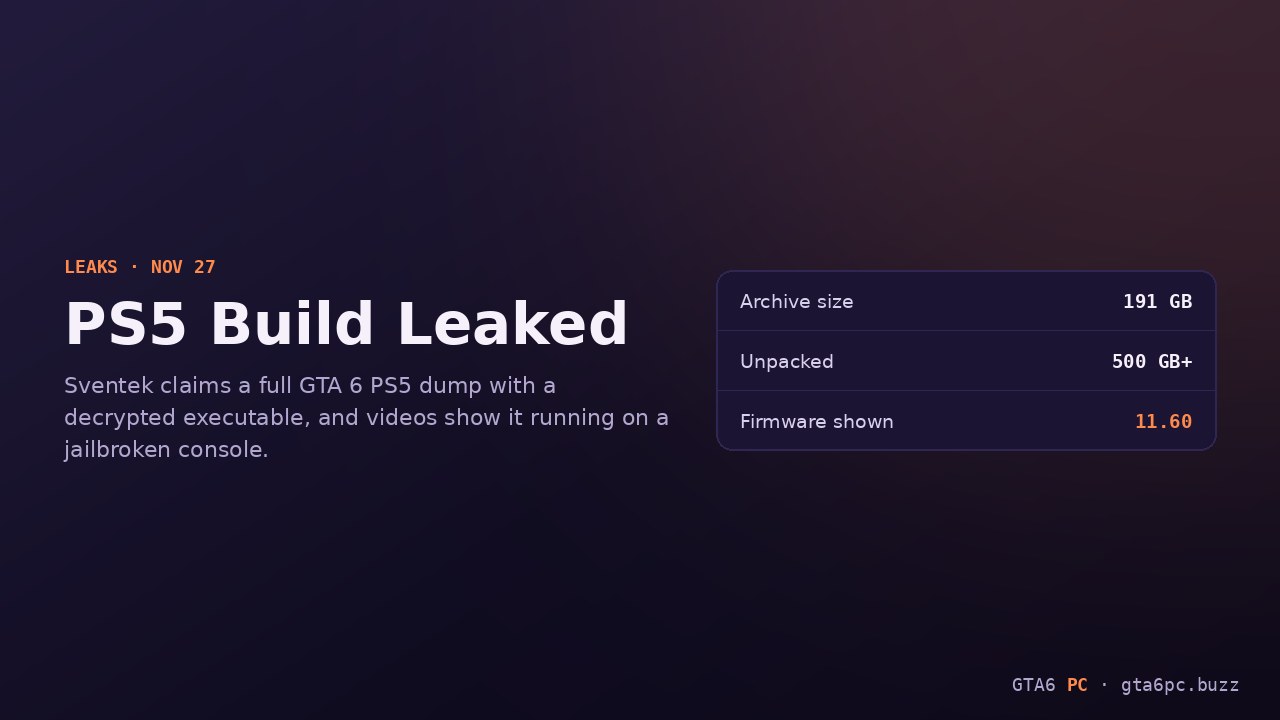 LEAKS · NOV 27
PS5 Build Leaked
Sventek claims a full GTA 6 PS5 dump with a
decrypted executable, and videos show it running on a
jailbroken console.
Archive size 191 GB
Unpacked 500 GB+
Firmware shown 11.60
GTA6 PC · gta6pc.buzz